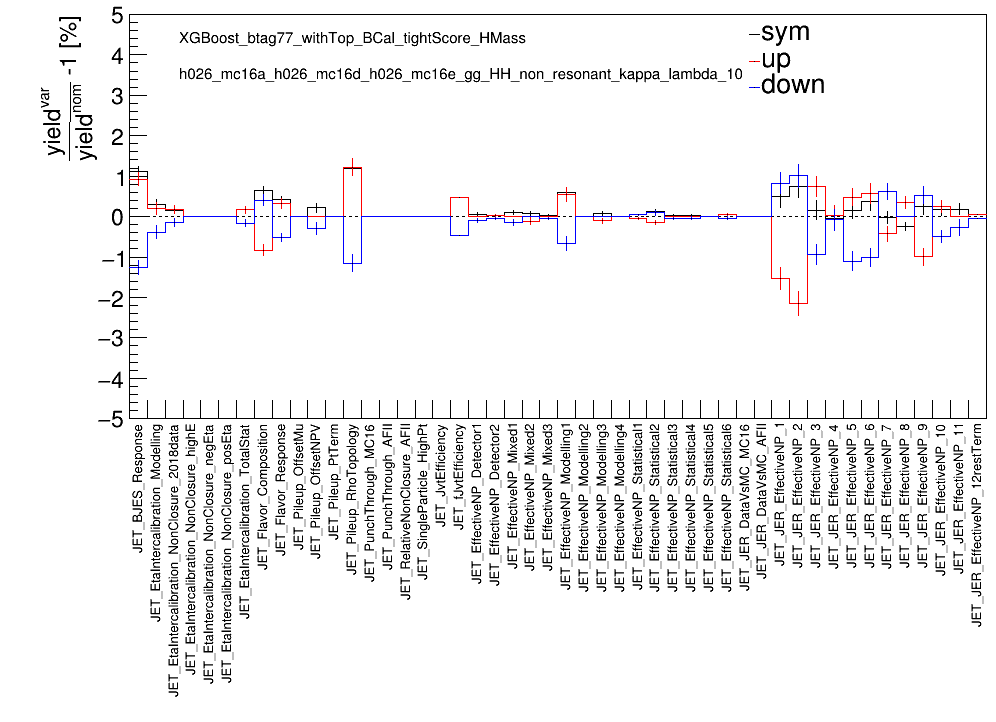 XGBoost_btag77_withTop_BCal_tightScore_HMass
h026_mc16a_h026_mc16d_h026_mc16e_gg_HH_non_resonant_kappa_lambda_10
sym
up
down
yield^var / yield^nom -1 [%]
5
4
3
2
1
0
−1
−2
−3
−4
−5
JET_BJES_Response
JET_EtaIntercalibration_Modelling
JET_EtaIntercalibration_NonClosure_2018data
JET_EtaIntercalibration_NonClosure_highE
JET_EtaIntercalibration_NonClosure_negEta
JET_EtaIntercalibration_NonClosure_posEta
JET_EtaIntercalibration_TotalStat
JET_Flavor_Composition
JET_Flavor_Response
JET_Pileup_OffsetMu
JET_Pileup_OffsetNPV
JET_Pileup_PtTerm
JET_Pileup_RhoTopology
JET_PunchThrough_MC16
JET_PunchThrough_AFII
JET_RelativeNonClosure_AFII
JET_SingleParticle_HighPt
JET_JvtEfficiency
JET_fJvtEfficiency
JET_EffectiveNP_Detector1
JET_EffectiveNP_Detector2
JET_EffectiveNP_Mixed1
JET_EffectiveNP_Mixed2
JET_EffectiveNP_Mixed3
JET_EffectiveNP_Modelling1
JET_EffectiveNP_Modelling2
JET_EffectiveNP_Modelling3
JET_EffectiveNP_Modelling4
JET_EffectiveNP_Statistical1
JET_EffectiveNP_Statistical2
JET_EffectiveNP_Statistical3
JET_EffectiveNP_Statistical4
JET_EffectiveNP_Statistical5
JET_EffectiveNP_Statistical6
JET_JER_DataVsMC_MC16
JET_JER_DataVsMC_AFII
JET_JER_EffectiveNP_1
JET_JER_EffectiveNP_2
JET_JER_EffectiveNP_3
JET_JER_EffectiveNP_4
JET_JER_EffectiveNP_5
JET_JER_EffectiveNP_6
JET_JER_EffectiveNP_7
JET_JER_EffectiveNP_8
JET_JER_EffectiveNP_9
JET_JER_EffectiveNP_10
JET_JER_EffectiveNP_11
JET_JER_EffectiveNP_12restTerm